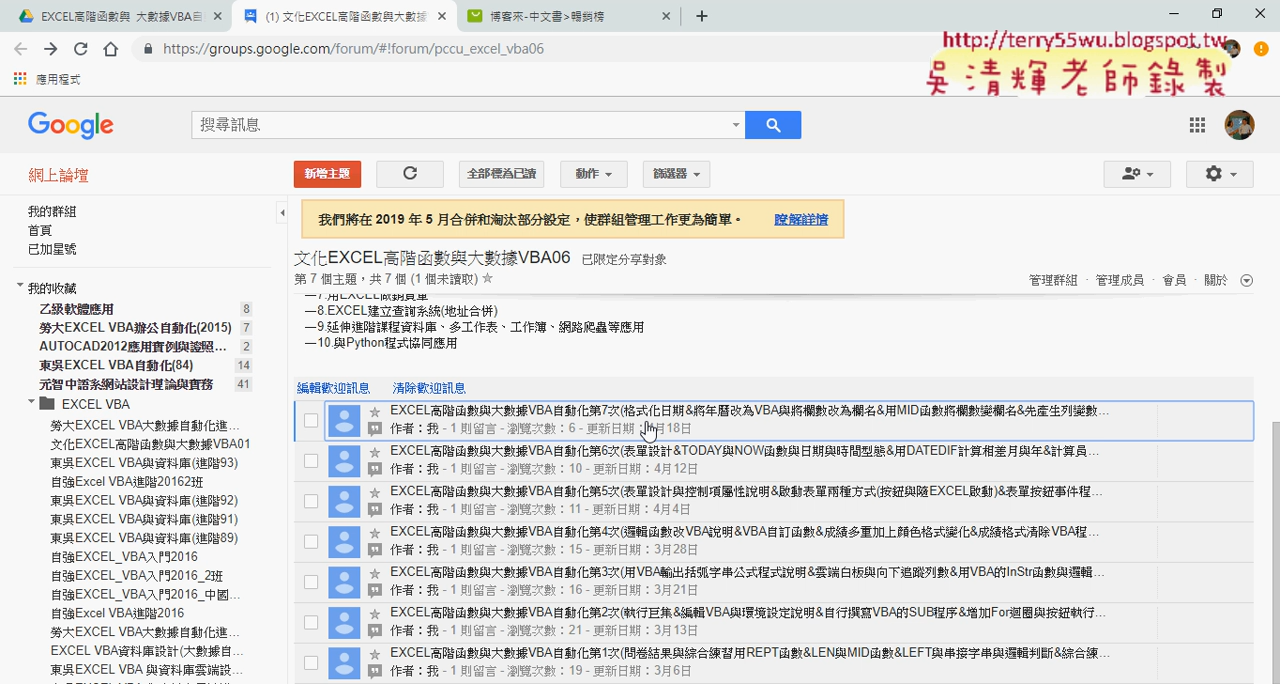 EXCEL高階函數與 大數據VBA自
(1) 文化EXCEL高階函數與大數據
博客來-中文書>暢銷榜
https://groups.google.com/forum/#!forum/pccu_excel_vba06
http://terry55wu.blogspot.tw
吳清輝老師錄製
應用程式
Google
搜尋訊息
網上論壇
新增主題
全部標為已讀
動作
篩選器
我的群組
首頁
已加星號
我們將在 2019 年 5 月合併和淘汰部分設定，使群組管理工作更為簡單。 瞭解詳情
文化EXCEL高階函數與大數據VBA06 已限定分享對象
第 7 個主題，共 7 個 (1 個未讀取)
管理群組 · 管理成員 · 會員 · 關於
我的收藏
乙級軟體應用 8
勞大EXCEL VBA辦公自動化(2015) 7
AUTOCAD2012應用實例與證照... 2
東吳EXCEL VBA自動化(84) 14
元智中語系網站設計理論與實務 41
EXCEL VBA
勞大EXCEL VBA大數據自動化進...
文化EXCEL高階函數與大數據VBA01
東吳EXCEL VBA與資料庫(進階93)
自強Excel VBA進階20162班
東吳EXCEL VBA與資料庫(進階92)
東吳EXCEL VBA與資料庫(進階91)
東吳EXCEL VBA與資料庫(進階89)
自強EXCEL_VBA入門2016
自強EXCEL_VBA入門2016_2班
自強EXCEL_VBA入門2016_中國...
自強Excel VBA進階2016
勞大EXCEL VBA大數據自動化進...
EXCEL VBA資料庫設計(大數據自...
東吳EXCEL VBA 與資料庫雲端設...
—7.用EXCEL做銷貨單
—8.EXCEL建立查詢系統(地址合併)
—9.延伸進階課程資料庫、多工作表、工作簿、網路爬蟲等應用
—10.與Python程式協同應用
編輯歡迎訊息 清除歡迎訊息
EXCEL高階函數與大數據VBA自動化第7次(格式化日期&將年曆改為VBA與將欄數改為欄名&用MID函數將欄數變欄名&先產生列變數...
作者：我 - 1 則留言 - 瀏覽次數：6 - 更新日期：月18日
EXCEL高階函數與大數據VBA自動化第6次(表單設計&TODAY與NOW函數與日期與時間型態&用DATEDIF計算相差月與年&計算員...
作者：我 - 1 則留言 - 瀏覽次數：10 - 更新日期：4月12日
EXCEL高階函數與大數據VBA自動化第5次(表單設計與控制項屬性說明&啟動表單兩種方式(按鈕與隨EXCEL啟動)&表單按鈕事件程...
作者：我 - 1 則留言 - 瀏覽次數：11 - 更新日期：4月4日
EXCEL高階函數與大數據VBA自動化第4次(邏輯函數改VBA說明&VBA自訂函數&成績多重加上顏色格式變化&成績格式清除VBA程...
作者：我 - 1 則留言 - 瀏覽次數：15 - 更新日期：3月28日
EXCEL高階函數與大數據VBA自動化第3次(用VBA輸出括弧字串公式程式說明&雲端白板與向下追蹤列數&用VBA的InStr函數與邏輯...
作者：我 - 1 則留言 - 瀏覽次數：16 - 更新日期：3月21日
EXCEL高階函數與大數據VBA自動化第2次(執行巨集&編輯VBA與環境設定說明&自行撰寫VBA的SUB程序&增加For迴圈與按鈕執行...
作者：我 - 1 則留言 - 瀏覽次數：21 - 更新日期：3月13日
EXCEL高階函數與大數據VBA自動化第1次(問卷結果與綜合練習用REPT函數&LEN與MID函數&LEFT與串接字串與邏輯判斷&綜合練...
作者：我 - 1 則留言 - 瀏覽次數：19 - 更新日期：3月6日